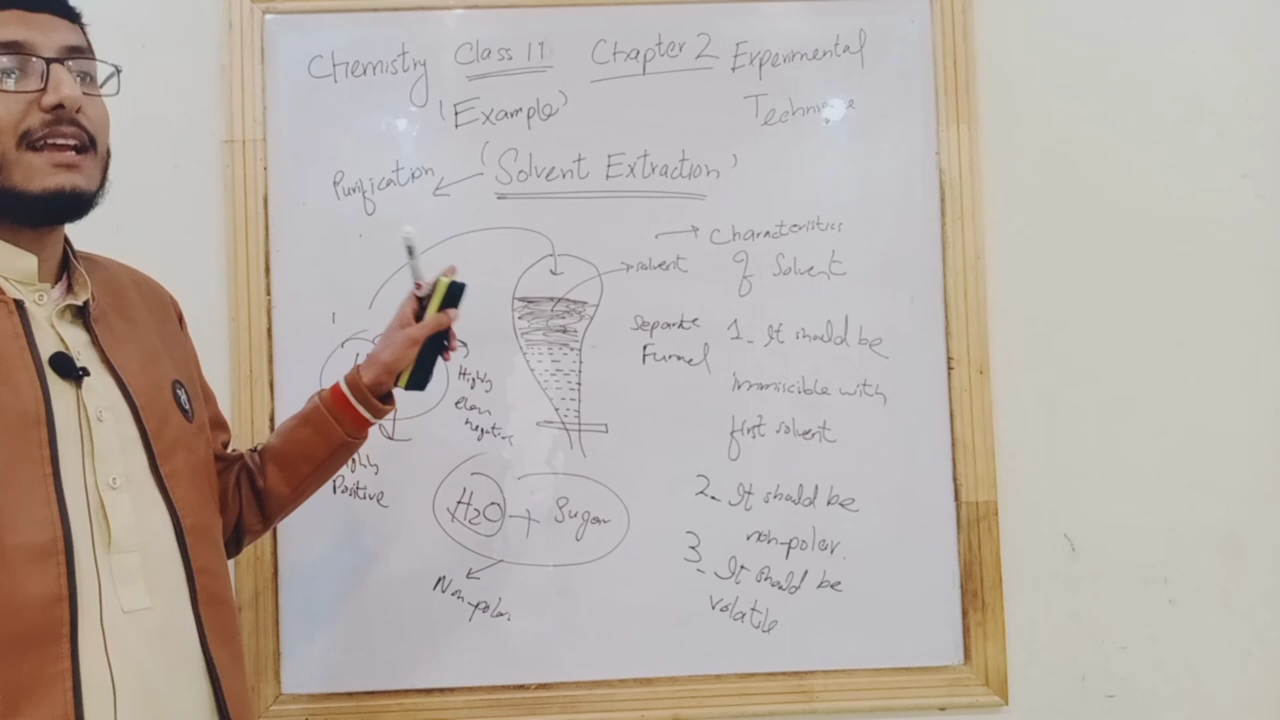 Chemistry Class 11 Chapter 2 Experimental
Technique
(Example)
Purification
(Solvent Extraction)
→ Characteristics
of Solvent
solvent
Separate
Funnel
1- It should be
immiscible with
first solvent
2- It should be
non-polar.
3- It should be
volatile
Highly
negative
Positive
H2O + Sugar
Non-polar